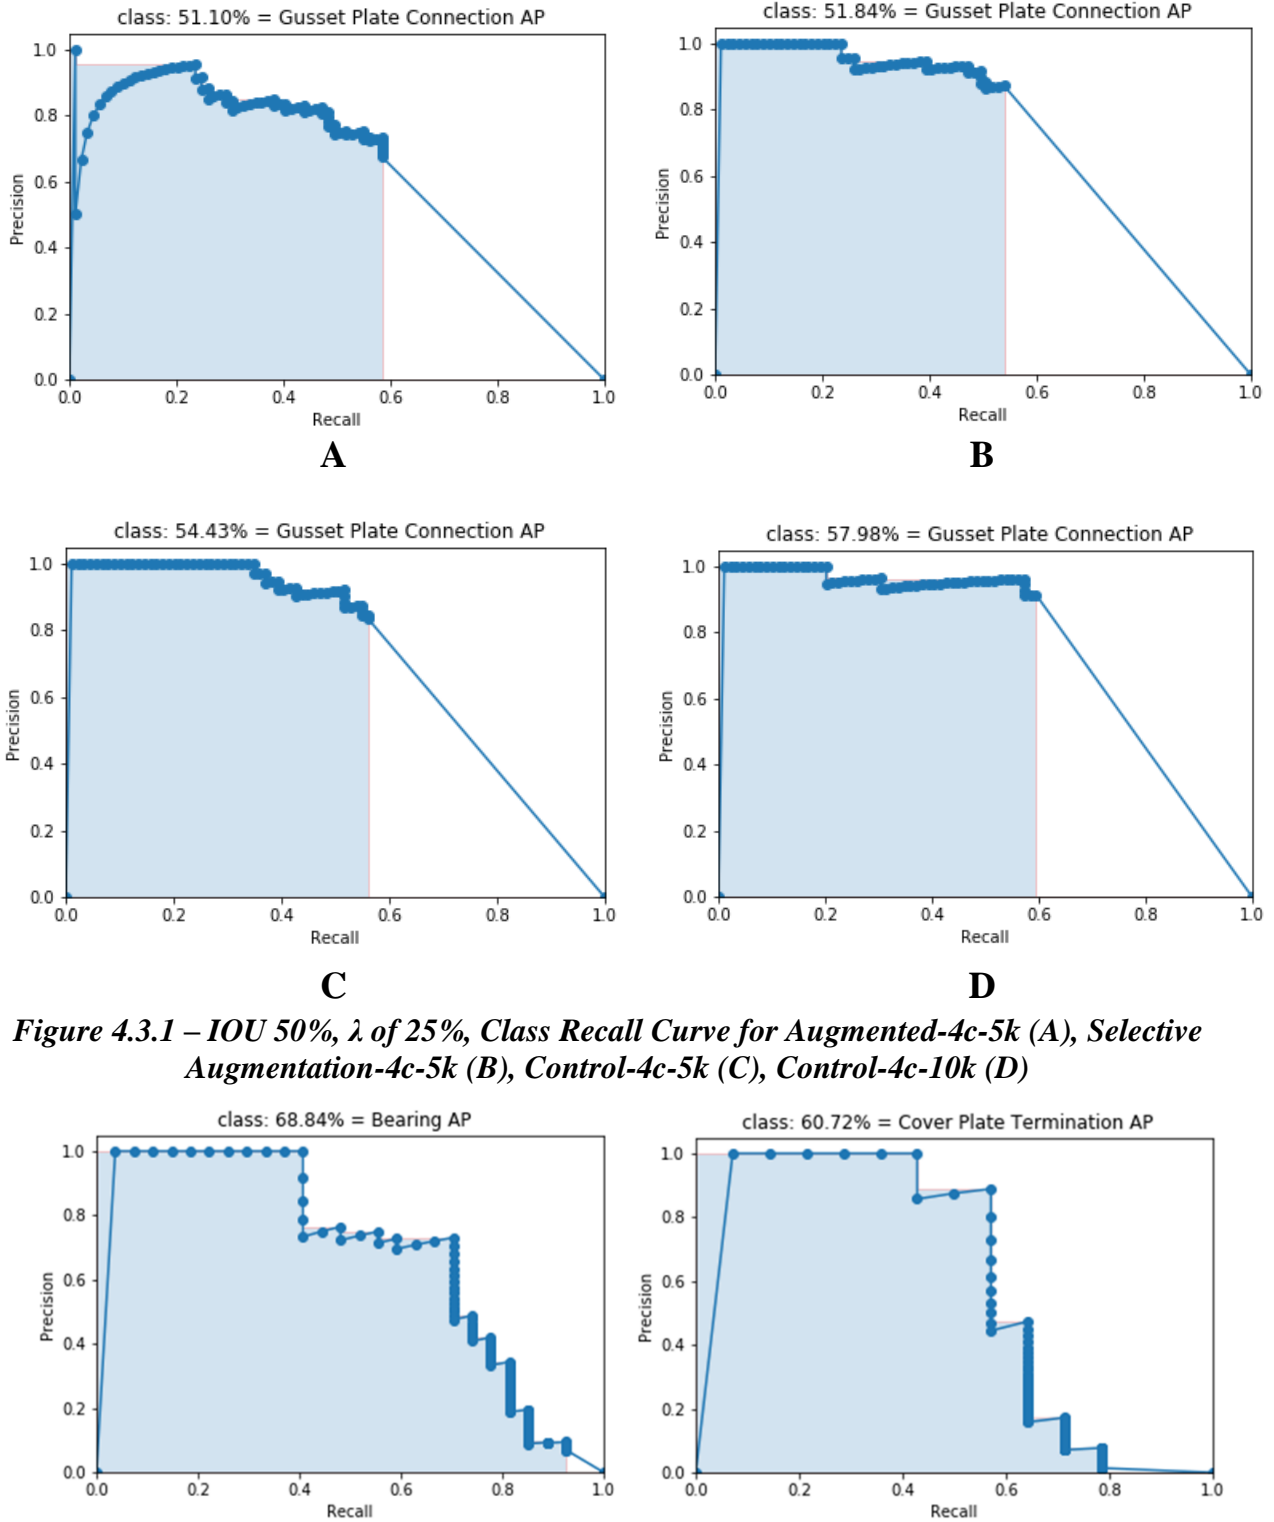 class: 51.10% = Gusset Plate Connection AP
1.0
0.8
0.6
0.4
0.2
0.0
Precision
0.0 0.2 0.4 0.6 0.8 1.0
Recall
A
class: 51.84% = Gusset Plate Connection AP
1.0
0.8
0.6
0.4
0.2
0.0
Precision
0.0 0.2 0.4 0.6 0.8 1.0
Recall
B
class: 54.43% = Gusset Plate Connection AP
1.0
0.8
0.6
0.4
0.2
0.0
Precision
0.0 0.2 0.4 0.6 0.8 1.0
Recall
C
class: 57.98% = Gusset Plate Connection AP
1.0
0.8
0.6
0.4
0.2
0.0
Precision
0.0 0.2 0.4 0.6 0.8 1.0
Recall
D
Figure 4.3.1 – IOU 50%, λ of 25%, Class Recall Curve for Augmented-4c-5k (A), Selective
Augmentation-4c-5k (B), Control-4c-5k (C), Control-4c-10k (D)
class: 68.84% = Bearing AP
1.0
0.8
0.6
0.4
0.2
0.0
Precision
0.0 0.2 0.4 0.6 0.8 1.0
Recall
class: 60.72% = Cover Plate Termination AP
1.0
0.8
0.6
0.4
0.2
0.0
Precision
0.0 0.2 0.4 0.6 0.8 1.0
Recall